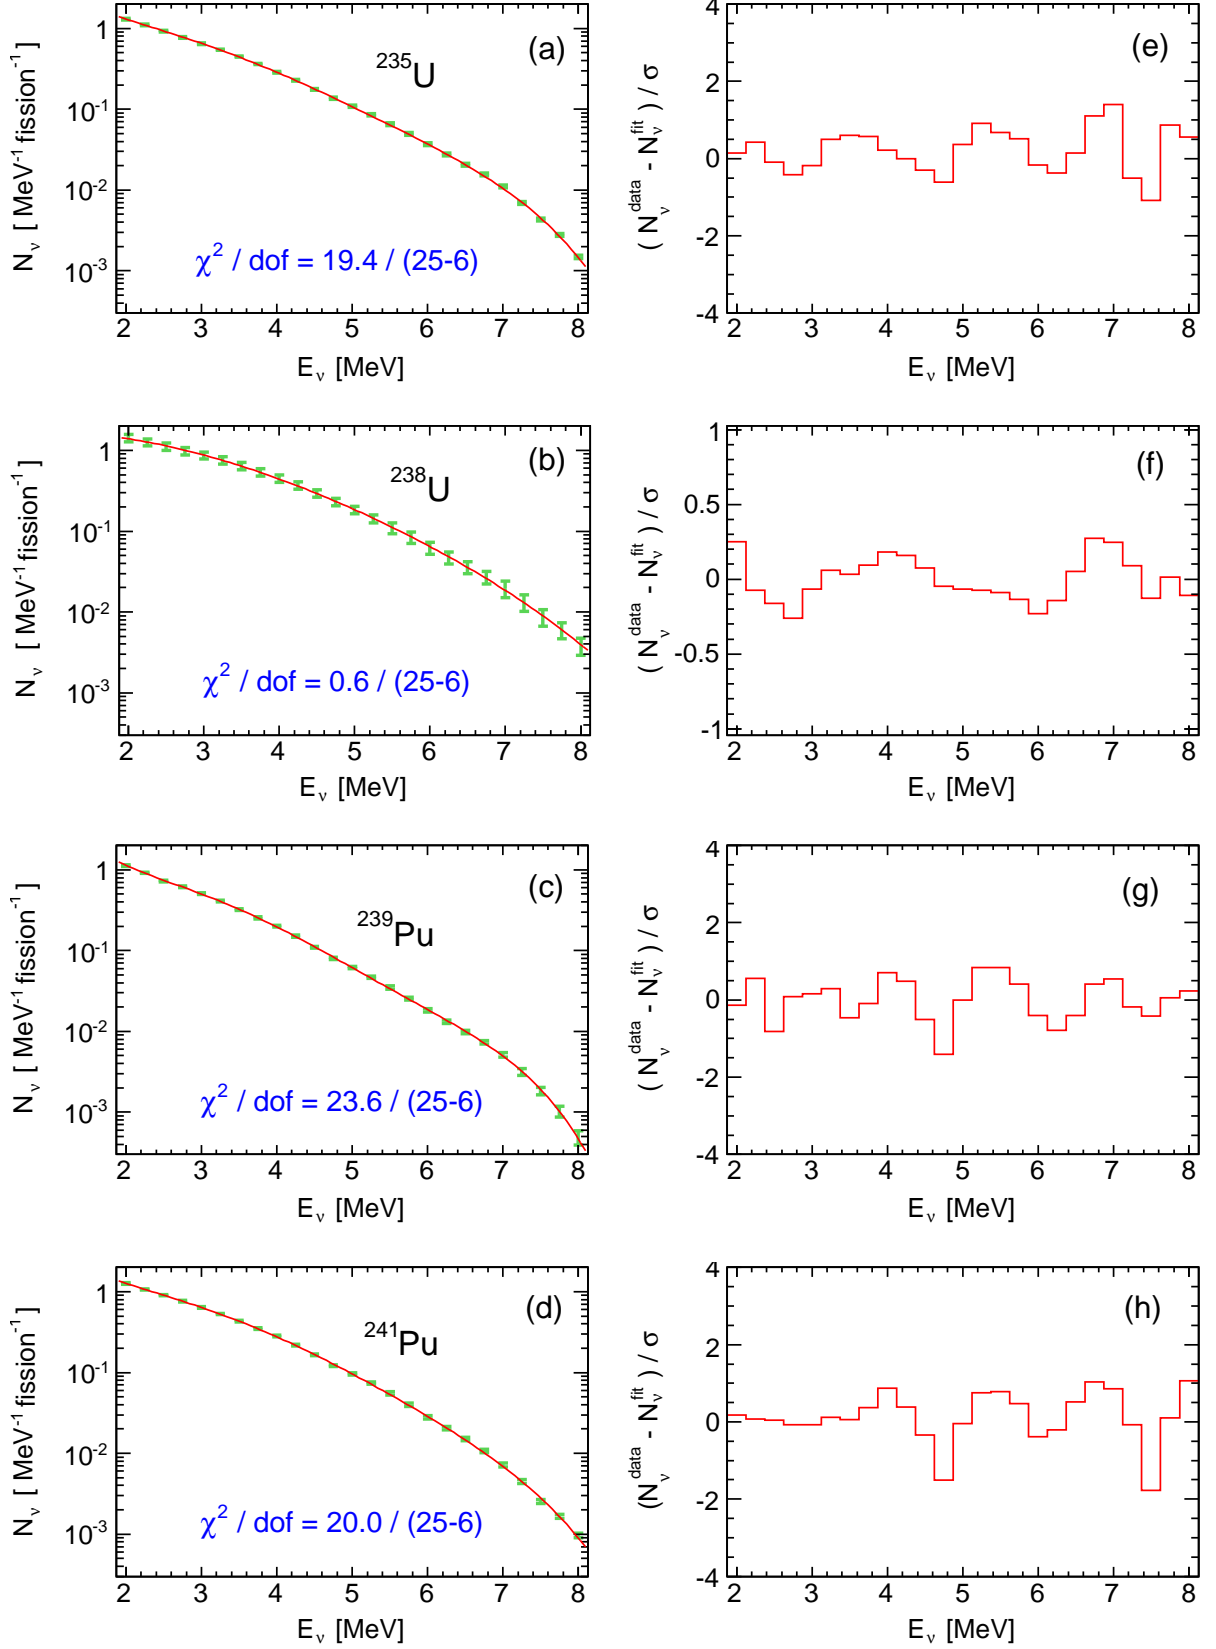 (a)
²³⁵U
χ² / dof = 19.4 / (25-6)
N_ν [ MeV⁻¹ fission⁻¹]
1
10⁻¹
10⁻²
10⁻³
2 3 4 5 6 7 8
E_ν [MeV]
(e)
( N_ν^data - N_ν^fit ) / σ
4
2
0
-2
-4
2 3 4 5 6 7 8
E_ν [MeV]
(b)
²³⁸U
χ² / dof = 0.6 / (25-6)
N_ν [ MeV⁻¹ fission⁻¹]
1
10⁻¹
10⁻²
10⁻³
2 3 4 5 6 7 8
E_ν [MeV]
(f)
( N_ν^data - N_ν^fit ) / σ
1
0.5
0
-0.5
-1
2 3 4 5 6 7 8
E_ν [MeV]
(c)
²³⁹Pu
χ² / dof = 23.6 / (25-6)
N_ν [ MeV⁻¹ fission⁻¹]
1
10⁻¹
10⁻²
10⁻³
2 3 4 5 6 7 8
E_ν [MeV]
(g)
( N_ν^data - N_ν^fit ) / σ
4
2
0
-2
-4
2 3 4 5 6 7 8
E_ν [MeV]
(d)
²⁴¹Pu
χ² / dof = 20.0 / (25-6)
N_ν [ MeV⁻¹ fission⁻¹]
1
10⁻¹
10⁻²
10⁻³
2 3 4 5 6 7 8
E_ν [MeV]
(h)
(N_ν^data - N_ν^fit ) / σ
4
2
0
-2
-4
2 3 4 5 6 7 8
E_ν [MeV]